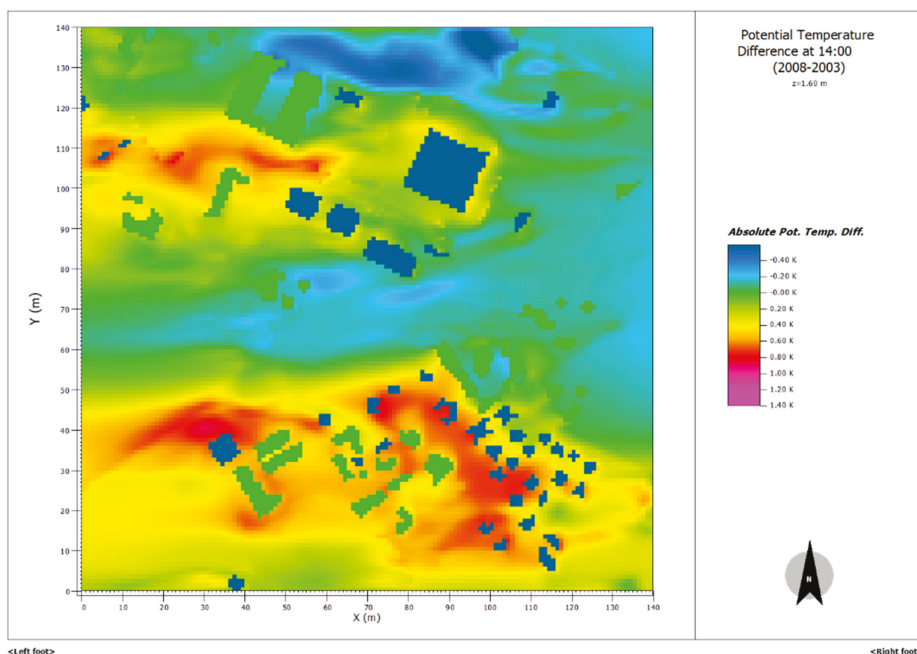 Potential Temperature
Difference at 14:00
(2008-2003)
z=1.60 m
140
130
120
110
100
90
80
70
60
50
40
30
20
10
0
Y (m)
0 10 20 30 40 50 60 70 80 90 100 110 120 130 140
X (m)
Absolute Pot. Temp. Diff.
-0.40 K
-0.20 K
-0.00 K
0.20 K
0.40 K
0.60 K
0.80 K
1.00 K
1.20 K
1.40 K
N
<Left foot>
<Right foot